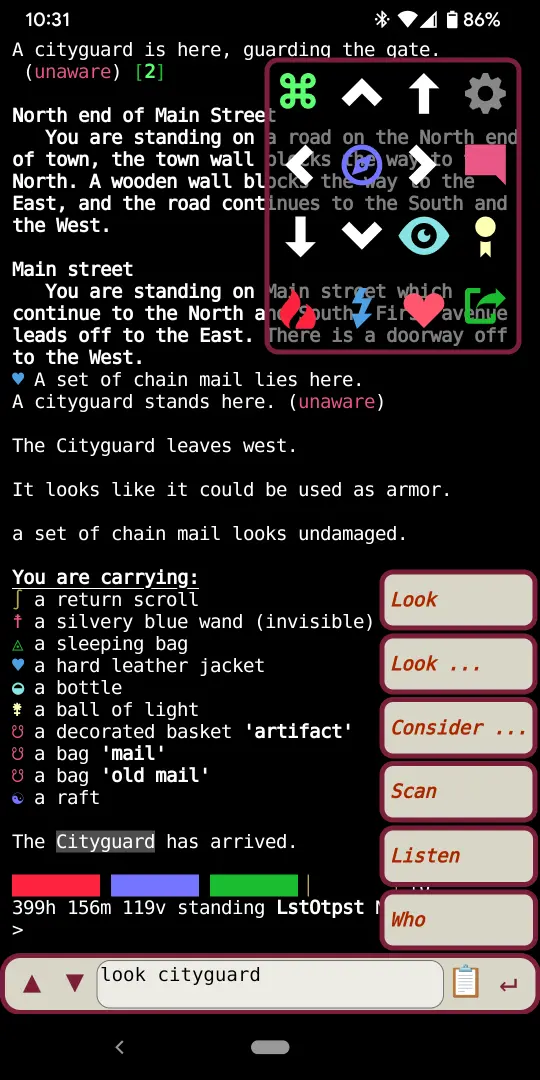 10:31
86%
A cityguard is here, guarding the gate.
(unaware) [2]
North end of Main Street
You are standing on a road on the North end
of town, the town wall blocks the way to
North. A wooden wall blocks the way to the
East, and the road continues to the South and
the West.
Main street
You are standing on Main street which
continue to the North and South. First avenue
leads off to the East. There is a doorway off
to the West.
♥ A set of chain mail lies here.
A cityguard stands here. (unaware)
The Cityguard leaves west.
It looks like it could be used as armor.
a set of chain mail looks undamaged.
You are carrying:
a return scroll
a silvery blue wand (invisible)
a sleeping bag
♥ a hard leather jacket
a bottle
a ball of light
a decorated basket 'artifact'
a bag 'mail'
a bag 'old mail'
☯ a raft
The Cityguard has arrived.
399h 156m 119v standing LstOtpst
>
Look
Look ...
Consider ...
Scan
Listen
Who
look cityguard